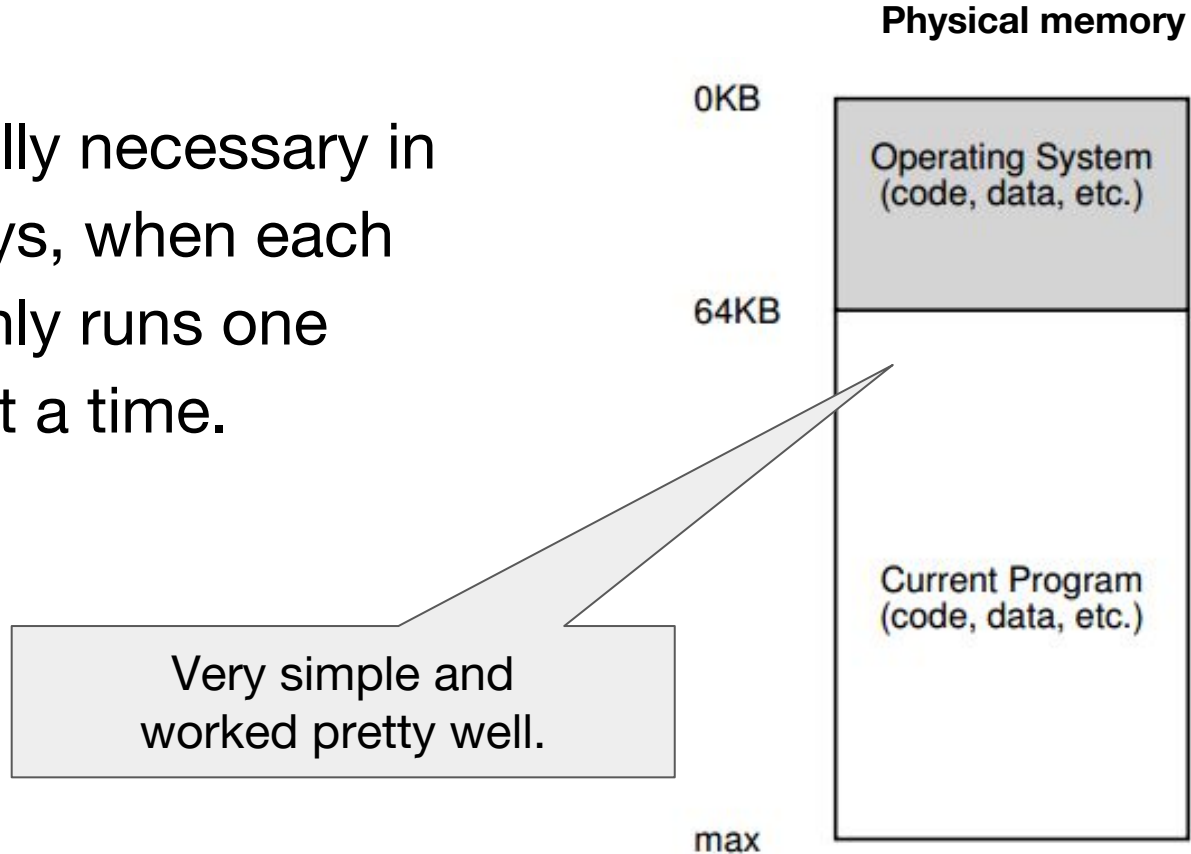 Physical memory
lly necessary in
ys, when each
nly runs one
t a time.
0KB
Operating System
(code, data, etc.)
64KB
Current Program
(code, data, etc.)
Very simple and
worked pretty well.
max